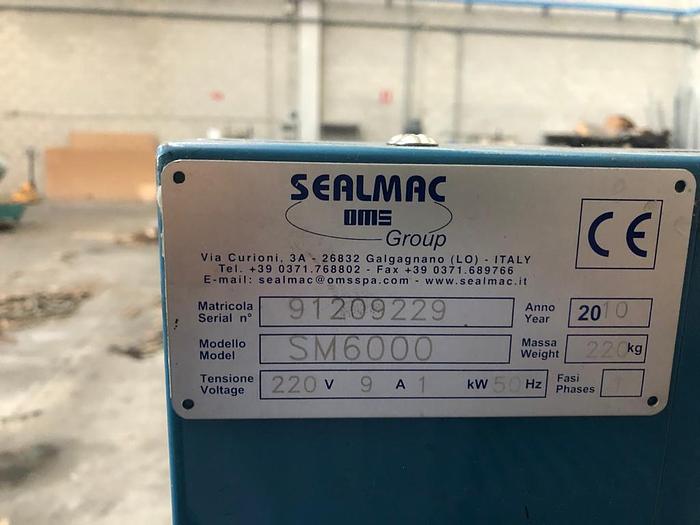 SEALMAC
OMS
Group
CE
Via Curioni, 3A - 26832 Galgagnano (LO) - ITALY
Tel. +39 0371.768802 - Fax +39 0371.689766
E-mail: sealmac@omsspa.com - www.sealmac.it
Matricola 91209229 Anno 2010
Serial n° Year
Modello SM6000 Massa 220 kg
Model Weight
Tensione 220 V 9 A 1 kW 50 Hz Fasi 1
Voltage Phases